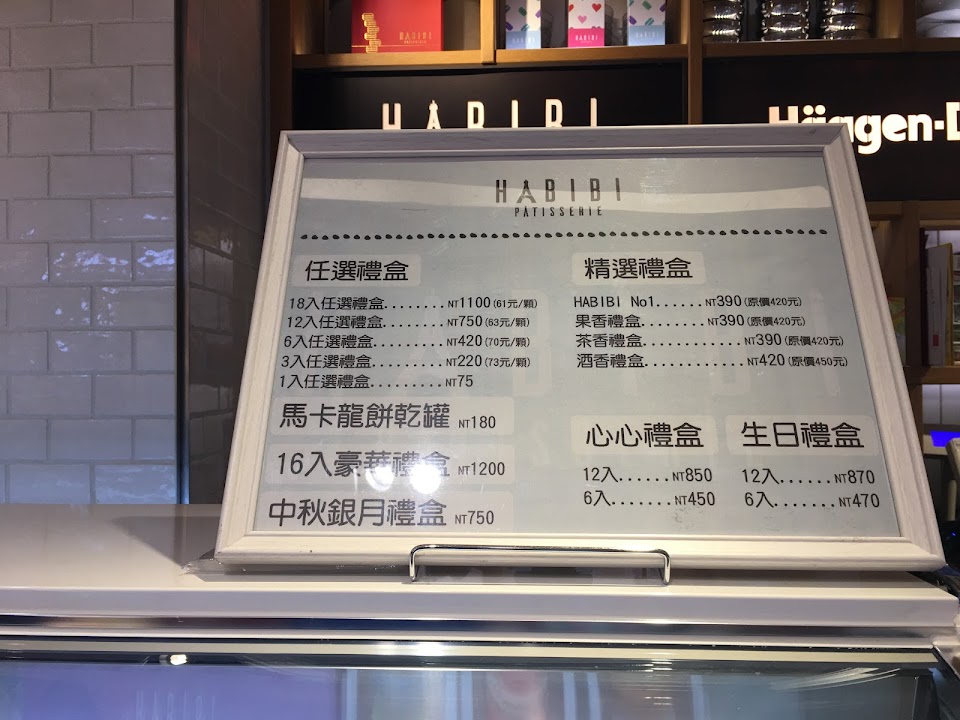 HABIBI
PATISSERIE
HABIBI
HABIBI
HABIBI
HABIBI
Häagen-D
HABIBI
PATISSERIE
任選禮盒
18入任選禮盒........NT1100(61元/顆)
12入任選禮盒........NT750(63元/顆)
6入任選禮盒.........NT420(70元/顆)
3入任選禮盒.........NT220(73元/顆)
1入任選禮盒.........NT75
馬卡龍餅乾罐 NT180
16入豪華禮盒 NT1200
中秋銀月禮盒 NT750
精選禮盒
HABIBI No1......NT390(原價420元)
果香禮盒........NT390(原價420元)
茶香禮盒............NT390(原價420元)
酒香禮盒............NT420(原價450元)
心心禮盒
12入......NT850
6入.......NT450
生日禮盒
12入.......NT870
6入.......NT470